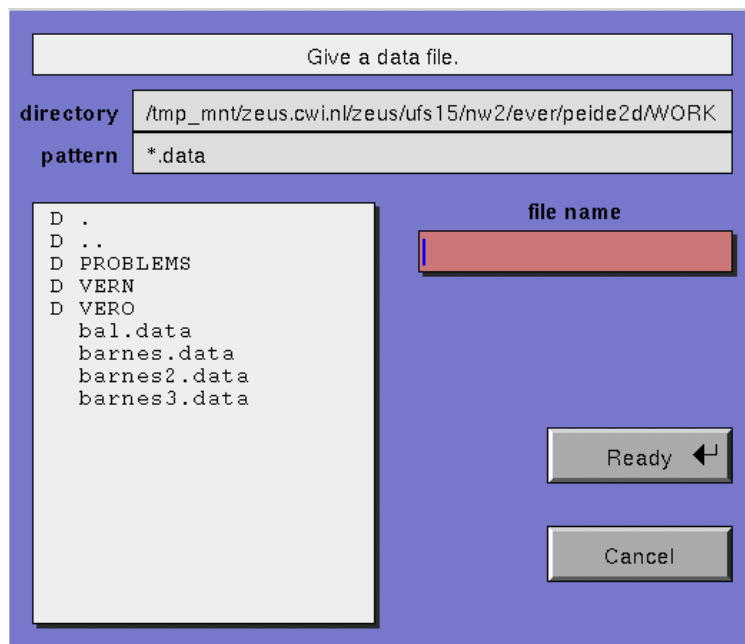 Give a data file.
directory /tmp_mnt/zeus.cwi.nl/zeus/ufs15/nw2/ever/peide2d/WORK
pattern *.data
D .
D ..
D PROBLEMS
D VERN
D VERO
bal.data
barnes.data
barnes2.data
barnes3.data
file name
Ready
Cancel